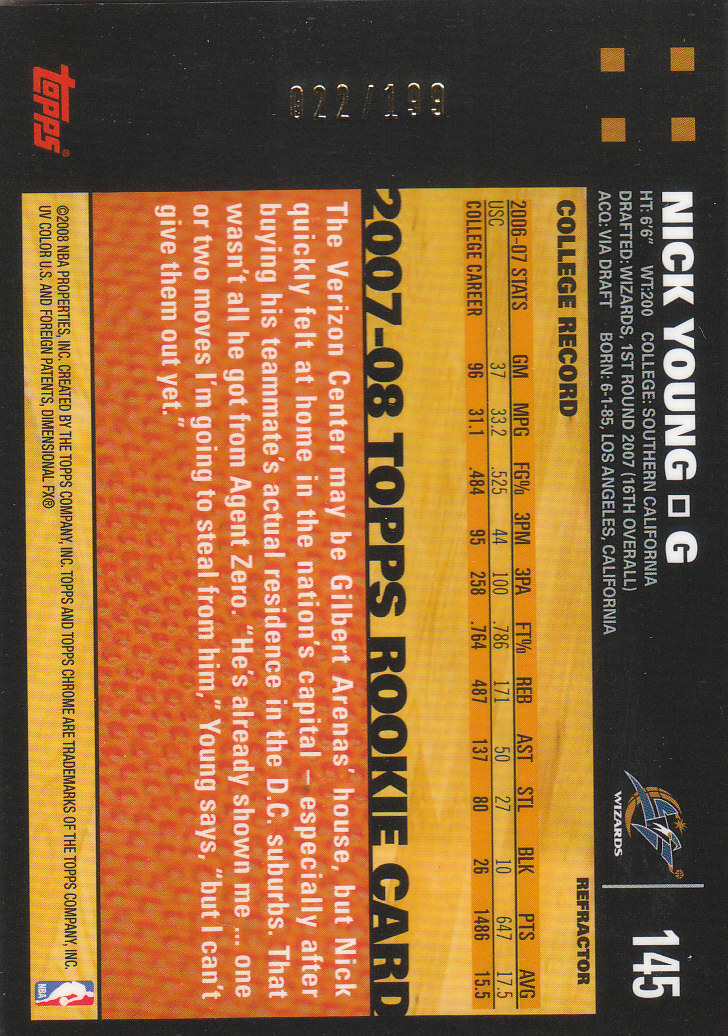 NICK YOUNG □ G
HT: 6'6" WT:200 COLLEGE: SOUTHERN CALIFORNIA
DRAFTED: WIZARDS, 1ST ROUND 2007 (16TH OVERALL)
ACQ: VIA DRAFT BORN: 6-1-85, LOS ANGELES, CALIFORNIA
WIZARDS
145
022/199
topps®
COLLEGE RECORD
REFRACTOR
2006-07 STATS GM MPG FG% 3PM 3PA FT% REB AST STL BLK PTS AVG
USC 37 33.2 .525 44 100 .786 171 50 27 10 647 17.5
COLLEGE CAREER 96 31.1 .484 95 258 .764 487 137 80 26 1486 15.5
2007-08 TOPPS ROOKIE CARD
The Verizon Center may be Gilbert Arenas' house, but Nick
quickly felt at home in the nation's capital – especially after
buying his teammate's actual residence in the D.C. suburbs. That
wasn't all he got from Agent Zero. "He's already shown me ... one
or two moves I'm going to steal from him," Young says, "but I can't
give them out yet."
©2008 NBA PROPERTIES, INC. CREATED BY THE TOPPS COMPANY, INC. TOPPS AND TOPPS CHROME ARE TRADEMARKS OF THE TOPPS COMPANY, INC.
UV COLOR U.S. AND FOREIGN PATENTS, DIMENSIONAL FX®
NBA